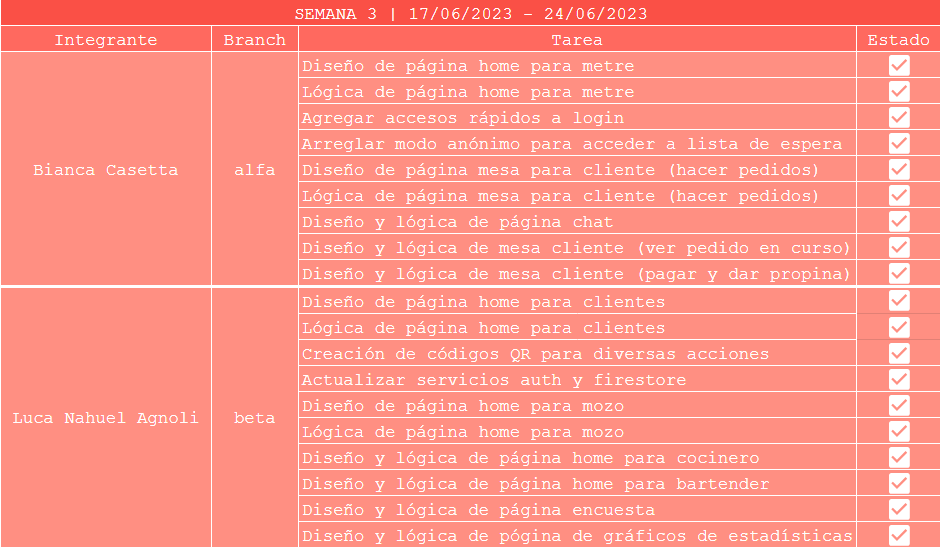 SEMANA 3 | 17/06/2023 - 24/06/2023
Integrante Branch Tarea Estado
Diseño de página home para metre
Lógica de página home para metre
Agregar accesos rápidos a login
Arreglar modo anónimo para acceder a lista de espera
Bianca Casetta alfa Diseño de página mesa para cliente (hacer pedidos)
Lógica de página mesa para cliente (hacer pedidos)
Diseño y lógica de página chat
Diseño y lógica de mesa cliente (ver pedido en curso)
Diseño y lógica de mesa cliente (pagar y dar propina)
Diseño de página home para clientes
Lógica de página home para clientes
Creación de códigos QR para diversas acciones
Actualizar servicios auth y firestore
Diseño de página home para mozo
Luca Nahuel Agnoli beta Lógica de página home para mozo
Diseño y lógica de página home para cocinero
Diseño y lógica de página home para bartender
Diseño y lógica de página encuesta
Diseño y lógica de pógina de gráficos de estadísticas